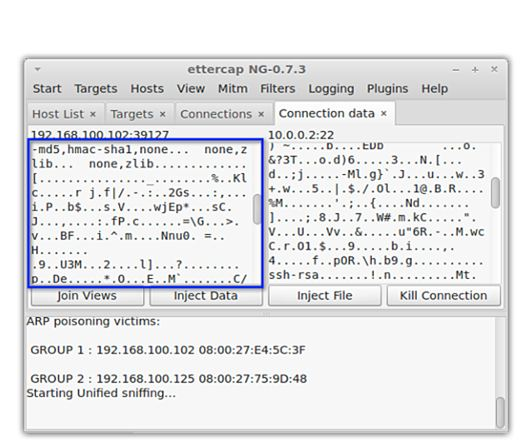 ettercap NG-0.7.3
Start Targets Hosts View Mitm Filters Logging Plugins Help
Host List × Targets × Connections × Connection data ×
192.168.100.102:39127
10.0.0.2:22
-md5,hmac-sha1,none... none,z
lib... none,zlib............
[..............._........%..Kl
c.....r j.f|/.-.:..2Gs...:....
i.P..b$...s.V....wjEp*...sC.
J...,....:.fP.c......=\G...>.
v...BF...i.^.m....Nnu0. =..
H.......
.9..U3M...2....l]...?........
p..De.....*.O...E..M`......C/
) ~.....b....EDb ...o.
&?3T...o.d)6.....3...N.[...
d..;j.....-Ml.g}`.J...u...w..3
+.w...5..|.$./.Ol...1@.B.R....
%M......'.;..{....Nd.......
]....;.8.J..7..W#.m.kC.....".
V...U...Vv..&.....u"6R.-..M.wc
C.r.O1.$...9.....b.i....,.
4.....f..pOR.\h.b9.g..........
ssh-rsa.......!.n.........Mt.
Join Views
Inject Data
Inject File
Kill Connection
ARP poisoning victims:
GROUP 1 : 192.168.100.102 08:00:27:E4:5C:3F
GROUP 2 : 192.168.100.125 08:00:27:75:9D:48
Starting Unified sniffing...